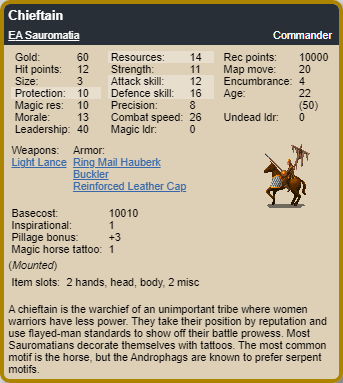 Chieftain
EA Sauromatia Commander
Gold: 60 Resources: 14 Rec points: 10000
Hit points: 12 Strength: 11 Map move: 20
Size: 3 Attack skill: 12 Encumbrance: 4
Protection: 10 Defence skill: 16 Age: 22
Magic res: 10 Precision: 8 (50)
Morale: 13 Combat speed: 26 Undead ldr: 0
Leadership: 40 Magic ldr: 0
Weapons: Armor:
Light Lance Ring Mail Hauberk
Buckler
Reinforced Leather Cap
Basecost: 10010
Inspirational: 1
Pillage bonus: +3
Magic horse tattoo: 1
(Mounted)
Item slots: 2 hands, head, body, 2 misc
A chieftain is the warchief of an unimportant tribe where women
warriors have less power. They take their position by reputation and
use flayed-man standards to show off their battle prowess. Most
Sauromatians decorate themselves with tattoos. The most common
motif is the horse, but the Androphags are known to prefer serpent
motifs.